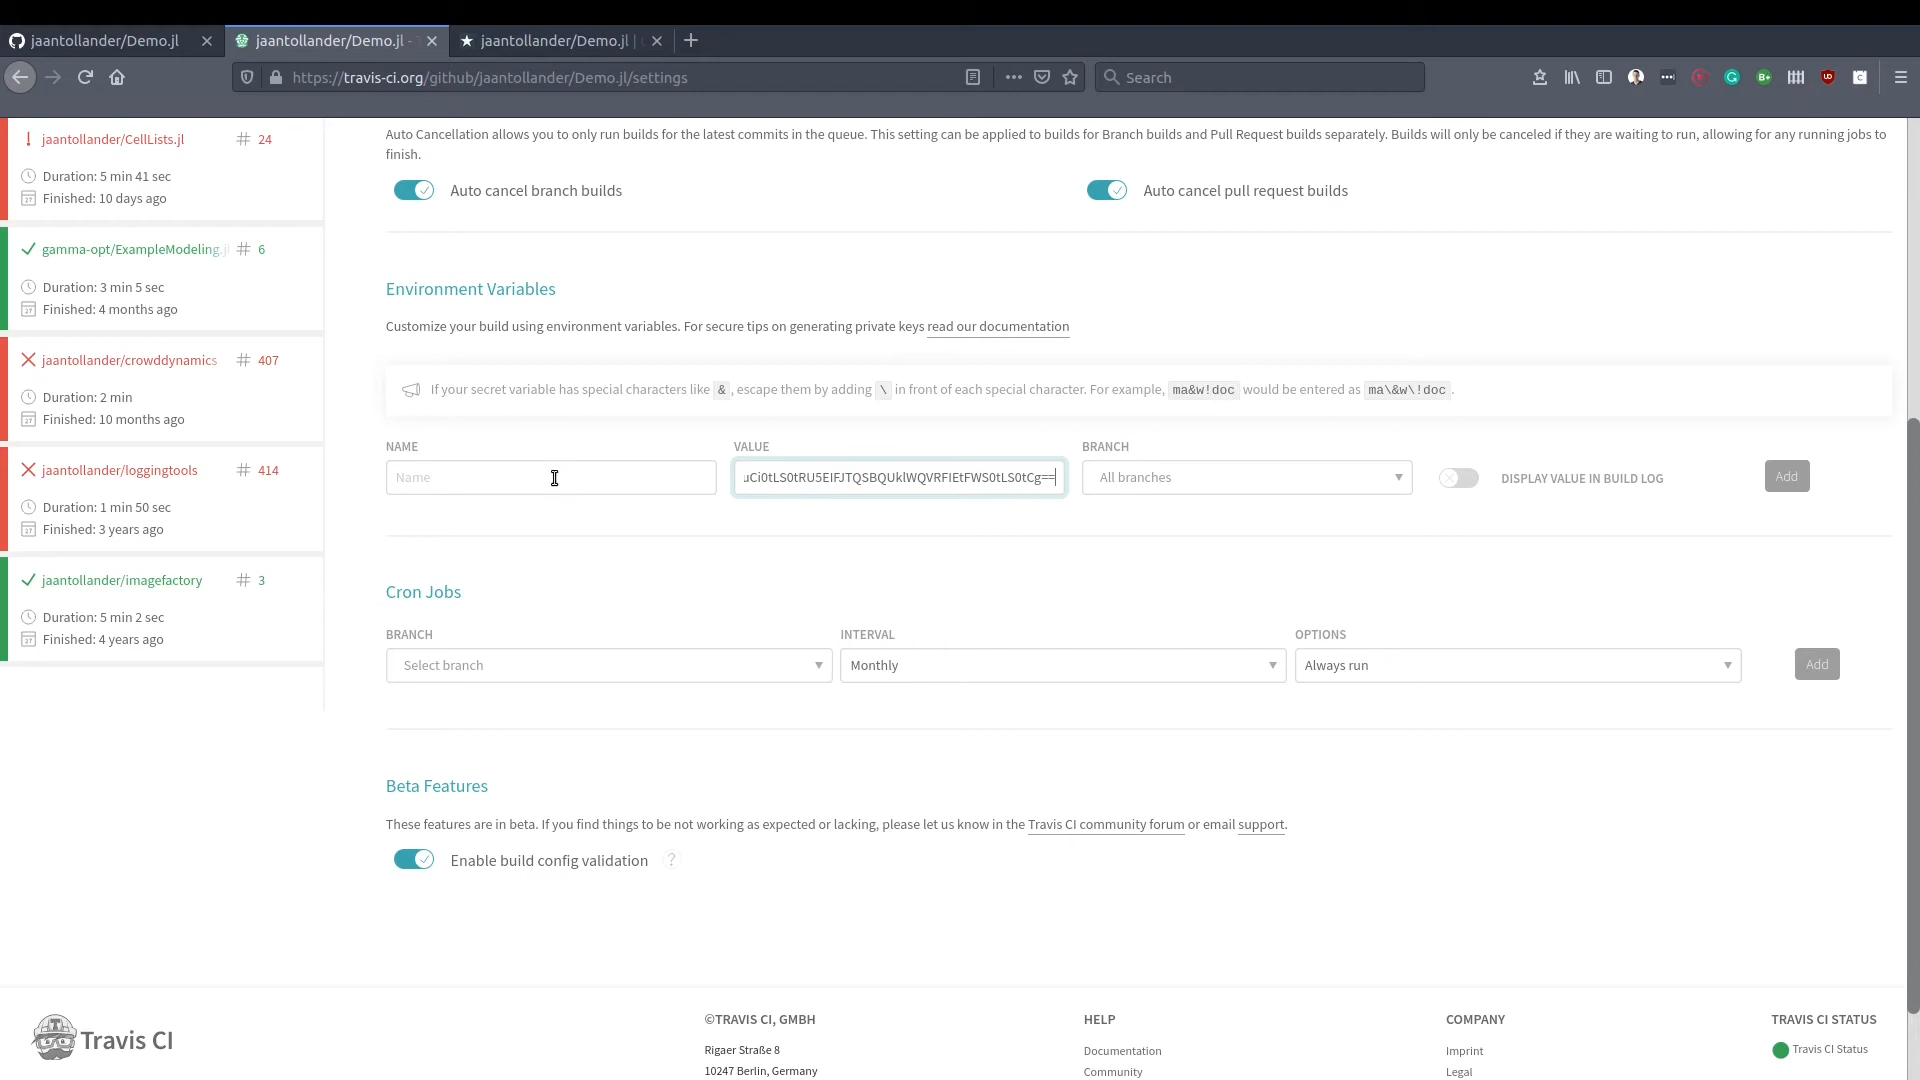 jaantollander/Demo.jl
jaantollander/Demo.jl -
jaantollander/Demo.jl |
https://travis-ci.org/github/jaantollander/Demo.jl/settings
Search
jaantollander/CellLists.jl # 24
Duration: 5 min 41 sec
Finished: 10 days ago
gamma-opt/ExampleModeling.jl # 6
Duration: 3 min 5 sec
Finished: 4 months ago
jaantollander/crowddynamics # 407
Duration: 2 min
Finished: 10 months ago
jaantollander/loggingtools # 414
Duration: 1 min 50 sec
Finished: 3 years ago
jaantollander/imagefactory # 3
Duration: 5 min 2 sec
Finished: 4 years ago
Auto Cancellation allows you to only run builds for the latest commits in the queue. This setting can be applied to builds for Branch builds and Pull Request builds separately. Builds will only be canceled if they are waiting to run, allowing for any running jobs to
finish.
Auto cancel branch builds
Auto cancel pull request builds
Environment Variables
Customize your build using environment variables. For secure tips on generating private keys read our documentation
If your secret variable has special characters like &, escape them by adding \ in front of each special character. For example, ma&w!doc would be entered as ma\&w\!doc.
NAME VALUE BRANCH
Name uCi0tLS0tRU5EIFJTQSBQUklWQVRFIEtFWS0tLS0tCg== All branches DISPLAY VALUE IN BUILD LOG Add
Cron Jobs
BRANCH INTERVAL OPTIONS
Select branch Monthly Always run Add
Beta Features
These features are in beta. If you find things to be not working as expected or lacking, please let us know in the Travis CI community forum or email support.
Enable build config validation ?
Travis CI
©TRAVIS CI, GMBH
Rigaer Straße 8
10247 Berlin, Germany
HELP
Documentation
Community
COMPANY
Imprint
Legal
TRAVIS CI STATUS
Travis CI Status